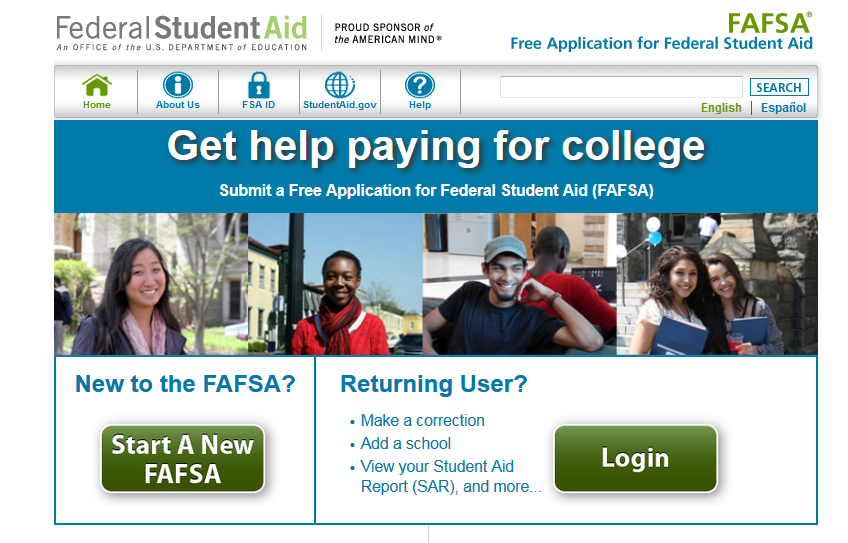 Federal Student Aid
An OFFICE of the U.S. DEPARTMENT of EDUCATION
PROUD SPONSOR of
the AMERICAN MIND®
FAFSA®
Free Application for Federal Student Aid
Home
About Us
FSA ID
StudentAid.gov
Help
SEARCH
English | Español
Get help paying for college
Submit a Free Application for Federal Student Aid (FAFSA)
New to the FAFSA?
Start A New
FAFSA
Returning User?
• Make a correction
• Add a school
• View your Student Aid
Report (SAR), and more...
Login